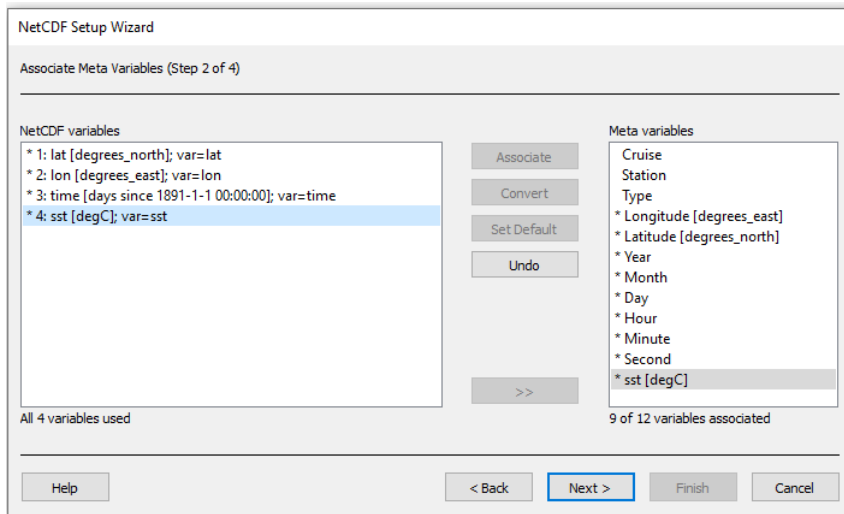 NetCDF Setup Wizard
Associate Meta Variables (Step 2 of 4)
NetCDF variables
* 1: lat [degrees_north]; var=lat
* 2: lon [degrees_east]; var=lon
* 3: time [days since 1891-1-1 00:00:00]; var=time
* 4: sst [degC]; var=sst
All 4 variables used
Associate
Convert
Set Default
Undo
>>
Meta variables
Cruise
Station
Type
* Longitude [degrees_east]
* Latitude [degrees_north]
* Year
* Month
* Day
* Hour
* Minute
* Second
* sst [degC]
9 of 12 variables associated
Help
< Back
Next >
Finish
Cancel